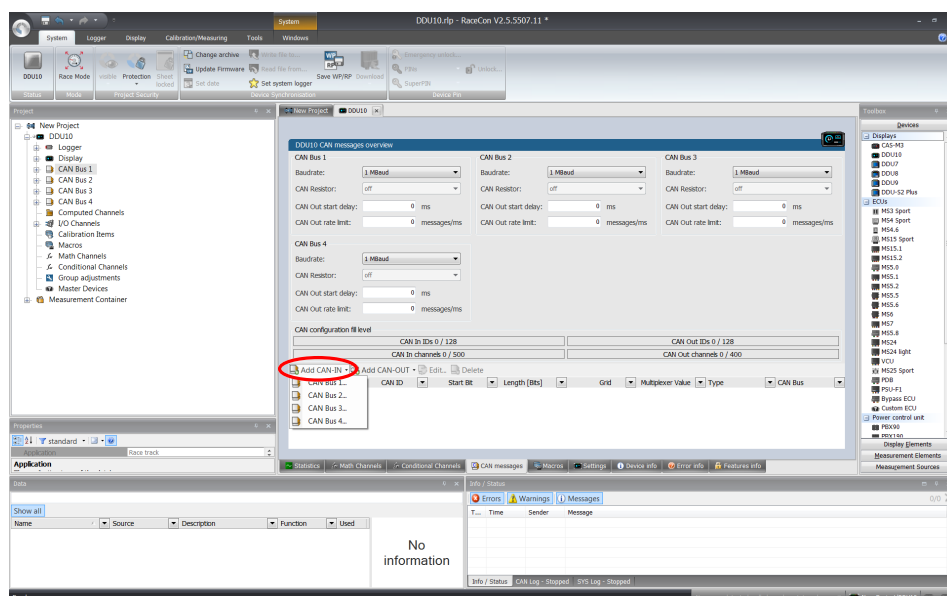 System
DDU10.rlp - RaceCon V2.5.5507.11 *
System Logger Display Calibration/Measuring Tools Windows
DDU10
Race Mode
visible
Protection
Sheet locked
Change archive
Update Firmware
Set date
Write file to...
Read file from...
Set system logger
Save WP/RP
Download
Emergency unlock...
PINs
SuperPIN
Unlock...
Status Mode Project Security Device Synchronisation Device Pin
Project
New Project
DDU10
Logger
Display
CAN Bus 1
CAN Bus 2
CAN Bus 3
CAN Bus 4
Computed Channels
I/O Channels
Calibration Items
Macros
Math Channels
Conditional Channels
Group adjustments
Master Devices
Measurement Container
Properties
standard
Application Race track
Application
New Project DDU10
DDU10 CAN messages overview
CAN Bus 1 CAN Bus 2 CAN Bus 3
Baudrate: 1 MBaud Baudrate: 1 MBaud Baudrate: 1 MBaud
CAN Resistor: off CAN Resistor: off CAN Resistor: off
CAN Out start delay: 0 ms CAN Out start delay: 0 ms CAN Out start delay: 0 ms
CAN Out rate limit: 0 messages/ms CAN Out rate limit: 0 messages/ms CAN Out rate limit: 0 messages/ms
CAN Bus 4
Baudrate: 1 MBaud
CAN Resistor: off
CAN Out start delay: 0 ms
CAN Out rate limit: 0 messages/ms
CAN configuration fill level
CAN In IDs 0 / 128 CAN Out IDs 0 / 128
CAN In channels 0 / 500 CAN Out channels 0 / 400
Add CAN-IN Add CAN-OUT Edit... Delete
CAN ID Start Bit Length [Bits] Grid Multiplexer Value Type CAN Bus
CAN Bus 1...
CAN Bus 2...
CAN Bus 3...
CAN Bus 4...
Statistics Math Channels Conditional Channels CAN messages Macros Settings Device info Error info Features info
Toolbox
Devices
Displays
CAS-M3
DDU10
DDU7
DDU8
DDU9
DDU-S2 Plus
ECUs
MS3 Sport
MS4 Sport
MS4.6
MS15 Sport
MS15.1
MS15.2
MS5.0
MS5.1
MS5.2
MS5.5
MS5.6
MS6
MS7
MS5.8
MS24
MS24 light
VCU
MS25 Sport
PDB
PSU-F1
Bypass ECU
Custom ECU
Power control unit
PBX90
PBX190
Display Elements
Measurement Elements
Measurement Sources
Data
Show all
Name Source Description Function Used
No
information
Info / Status
Errors Warnings Messages 0/0
T... Time Sender Message
Info / Status CAN Log - Stopped SYS Log - Stopped